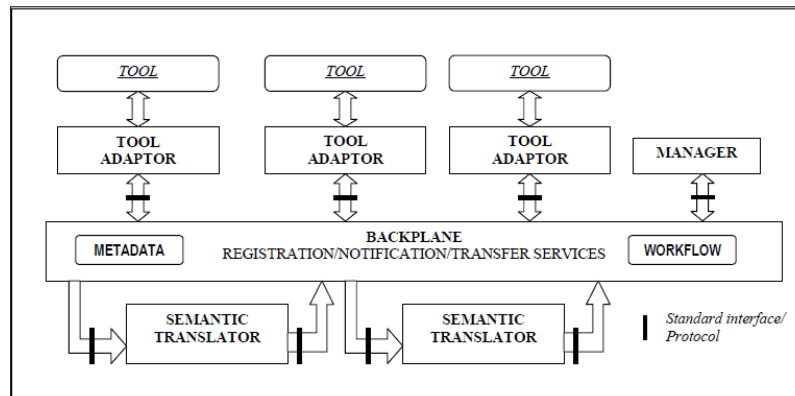 TOOL
TOOL
TOOL
TOOL
ADAPTOR
TOOL
ADAPTOR
TOOL
ADAPTOR
MANAGER
BACKPLANE
METADATA
REGISTRATION/NOTIFICATION/TRANSFER SERVICES
WORKFLOW
SEMANTIC
TRANSLATOR
SEMANTIC
TRANSLATOR
Standard interface/
Protocol